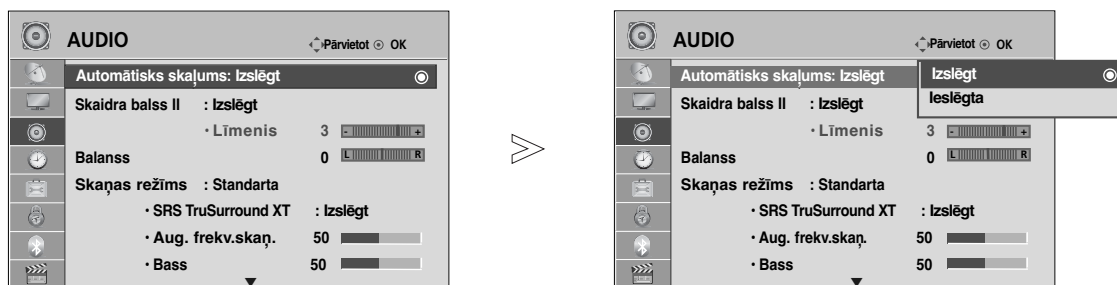 AUDIO Pārvietot OK
Automātisks skaļums: Izslēgt
Skaidra balss II : Izslēgt
• Līmenis 3 - +
Balanss 0 L R
Skaņas režīms : Standarta
• SRS TruSurround XT : Izslēgt
• Aug. frekv.skaņ. 50
• Bass 50
AUDIO Pārvietot OK
Automātisks skaļums: Izslēgt
Izslēgt
Ieslēgta
Skaidra balss II : Izslēgt
• Līmenis 3 - +
Balanss 0 L R
Skaņas režīms : Standarta
• SRS TruSurround XT : Izslēgt
• Aug. frekv.skaņ. 50
• Bass 50